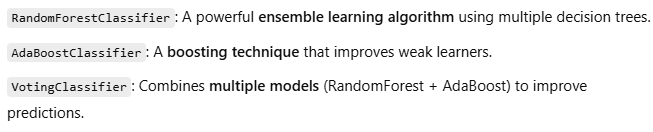 RandomForestClassifier: A powerful ensemble learning algorithm using multiple decision trees.
AdaBoostClassifier: A boosting technique that improves weak learners.
VotingClassifier: Combines multiple models (RandomForest + AdaBoost) to improve
predictions.